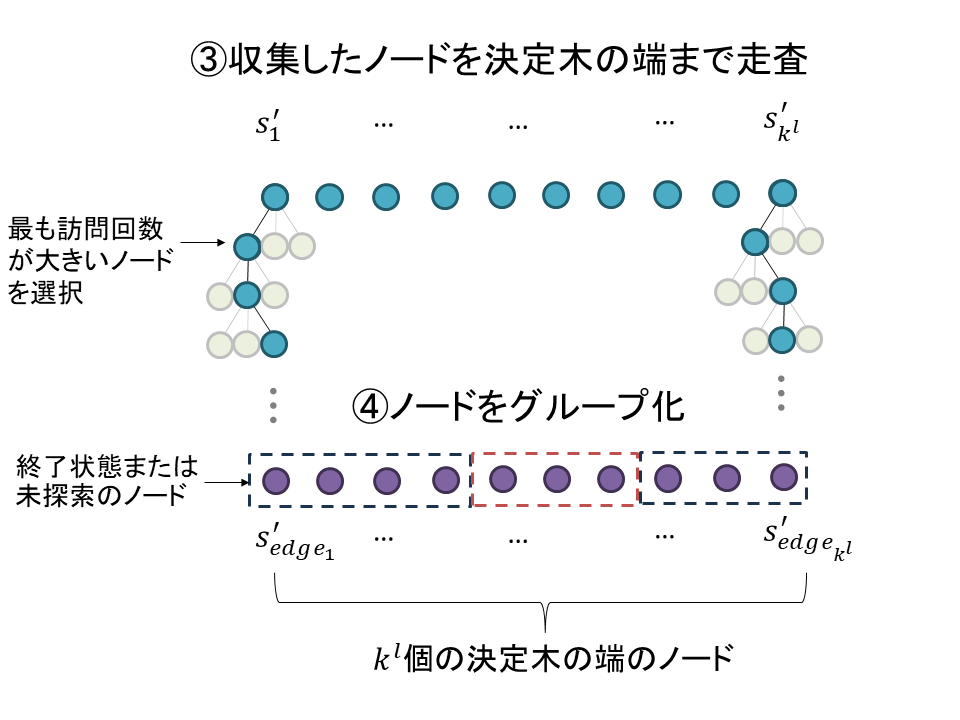 ③収集したノードを決定木の端まで走査
s′₁ … … … s′ₖˡ
最も訪問回数
が大きいノード
を選択
④ノードをグループ化
終了状態または
未探索のノード
s′edge₁ … … … s′edgeₖˡ
kˡ個の決定木の端のノード